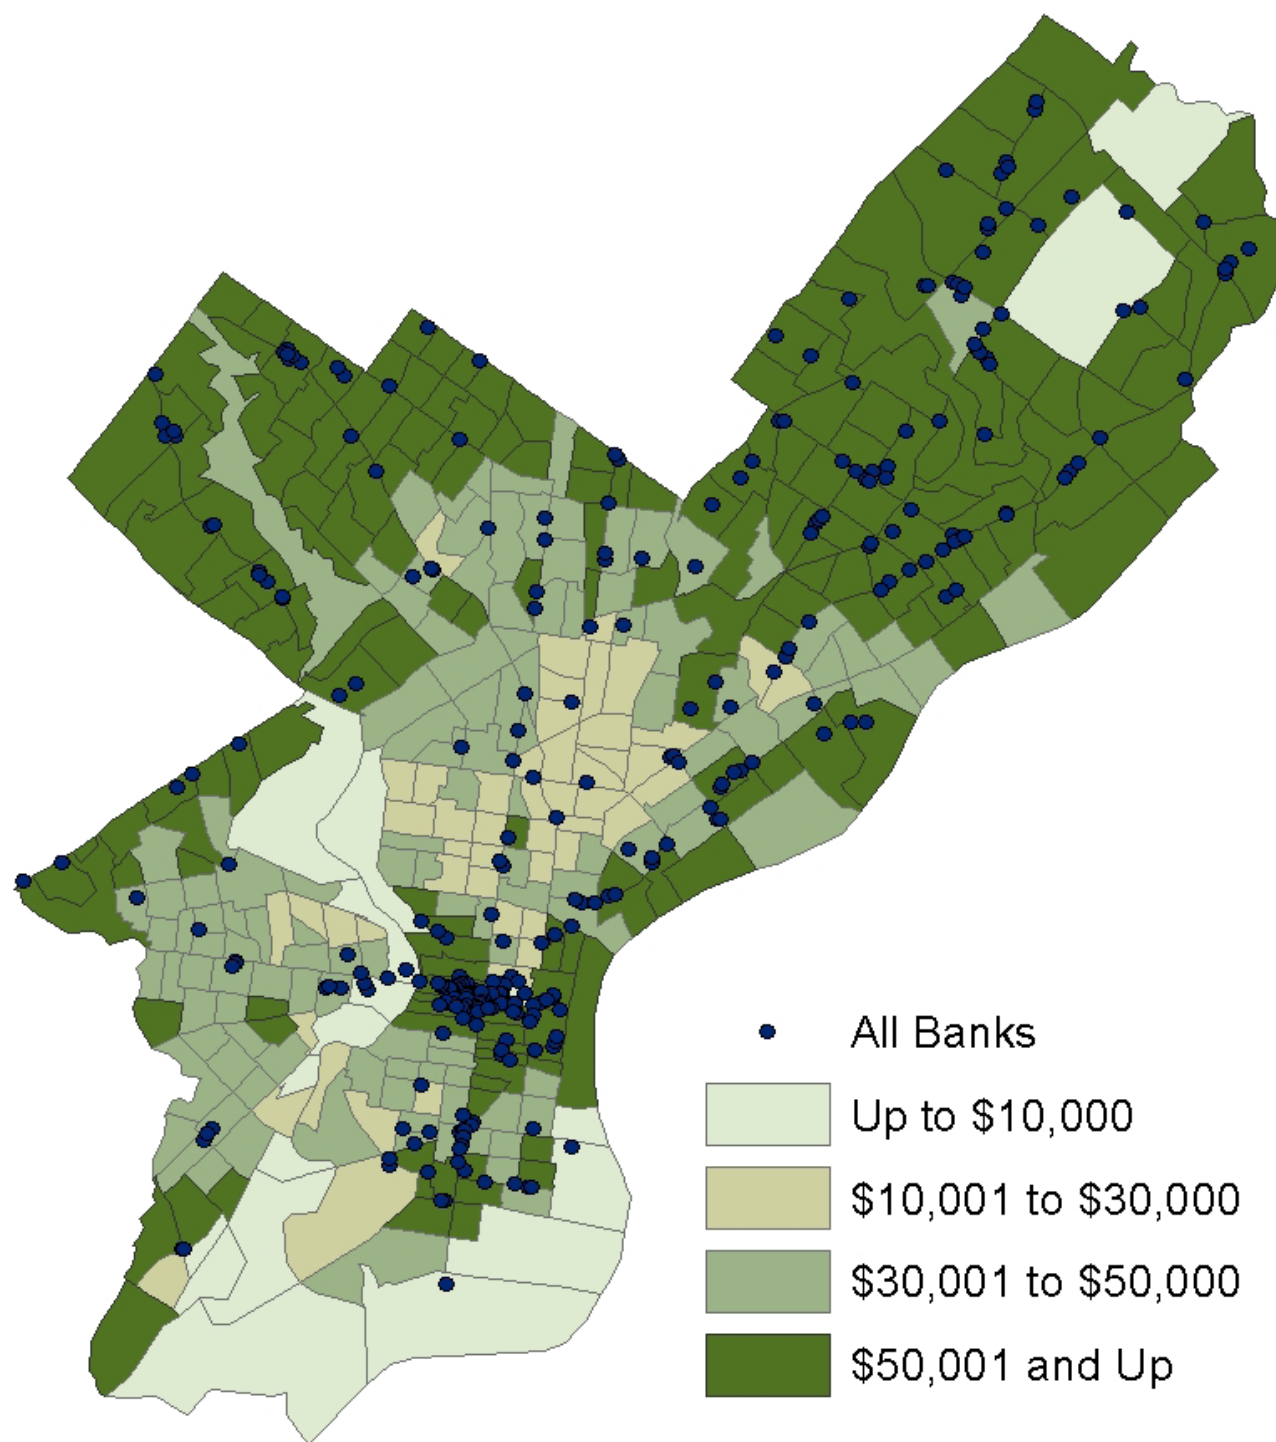 All Banks
Up to $10,000
$10,001 to $30,000
$30,001 to $50,000
$50,001 and Up